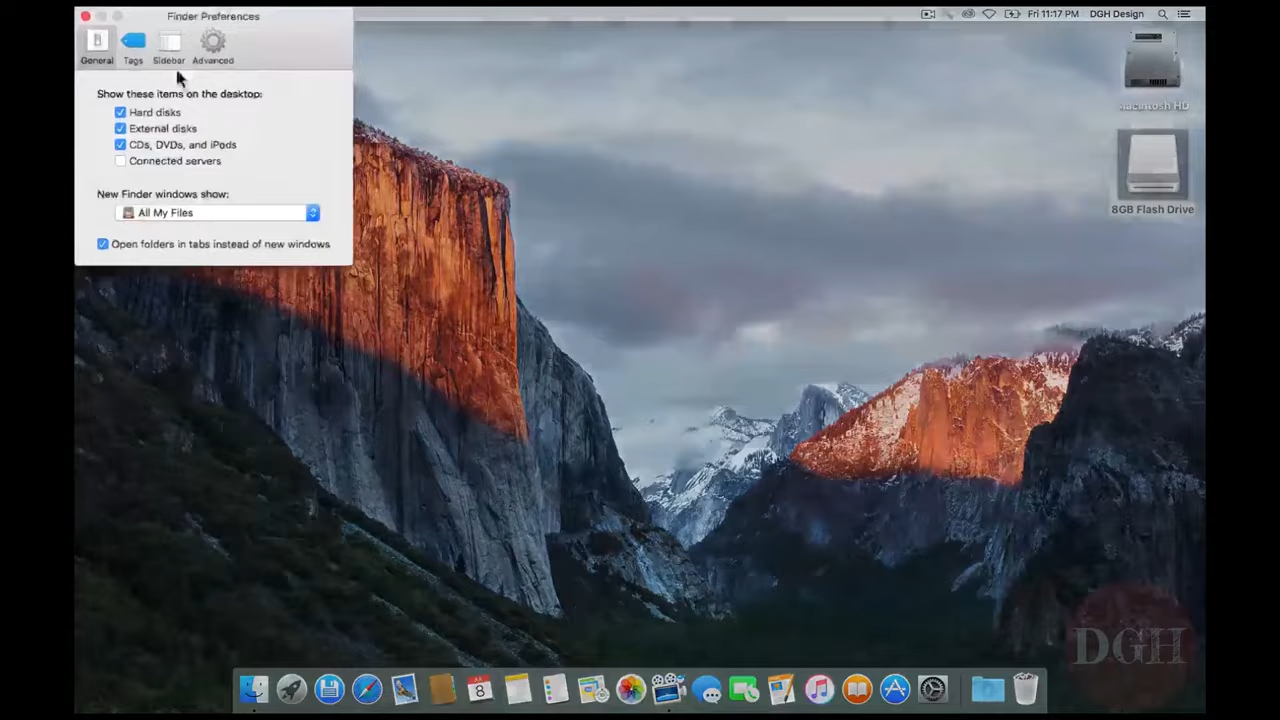 Finder Preferences
Fri 11:17 PM DGH Design
General Tags Sidebar Advanced
Show these items on the desktop:
Hard disks
External disks
CDs, DVDs, and iPods
Connected servers
New Finder windows show:
All My Files
Open folders in tabs instead of new windows
Macintosh HD
8GB Flash Drive
8
DGH